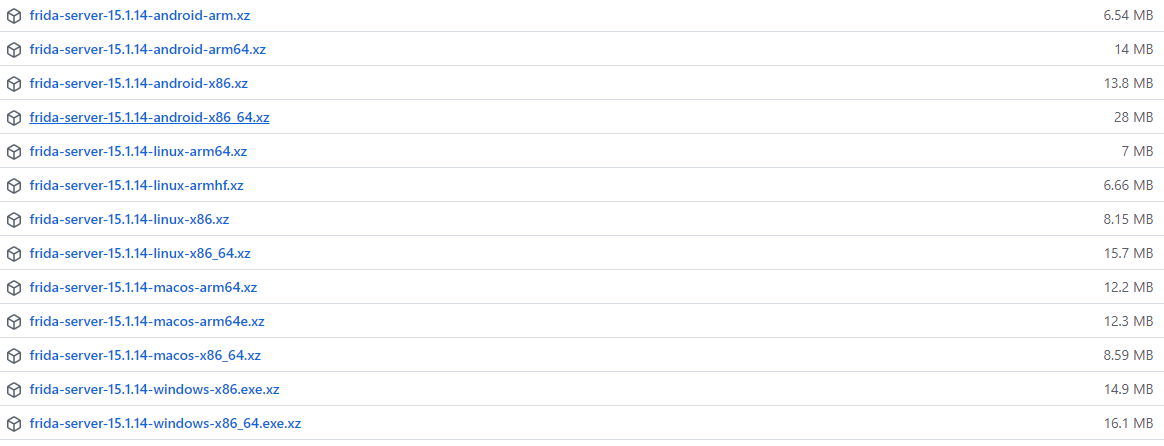 frida-server-15.1.14-android-arm.xz 6.54 MB
frida-server-15.1.14-android-arm64.xz 14 MB
frida-server-15.1.14-android-x86.xz 13.8 MB
frida-server-15.1.14-android-x86_64.xz 28 MB
frida-server-15.1.14-linux-arm64.xz 7 MB
frida-server-15.1.14-linux-armhf.xz 6.66 MB
frida-server-15.1.14-linux-x86.xz 8.15 MB
frida-server-15.1.14-linux-x86_64.xz 15.7 MB
frida-server-15.1.14-macos-arm64.xz 12.2 MB
frida-server-15.1.14-macos-arm64e.xz 12.3 MB
frida-server-15.1.14-macos-x86_64.xz 8.59 MB
frida-server-15.1.14-windows-x86.exe.xz 14.9 MB
frida-server-15.1.14-windows-x86_64.exe.xz 16.1 MB